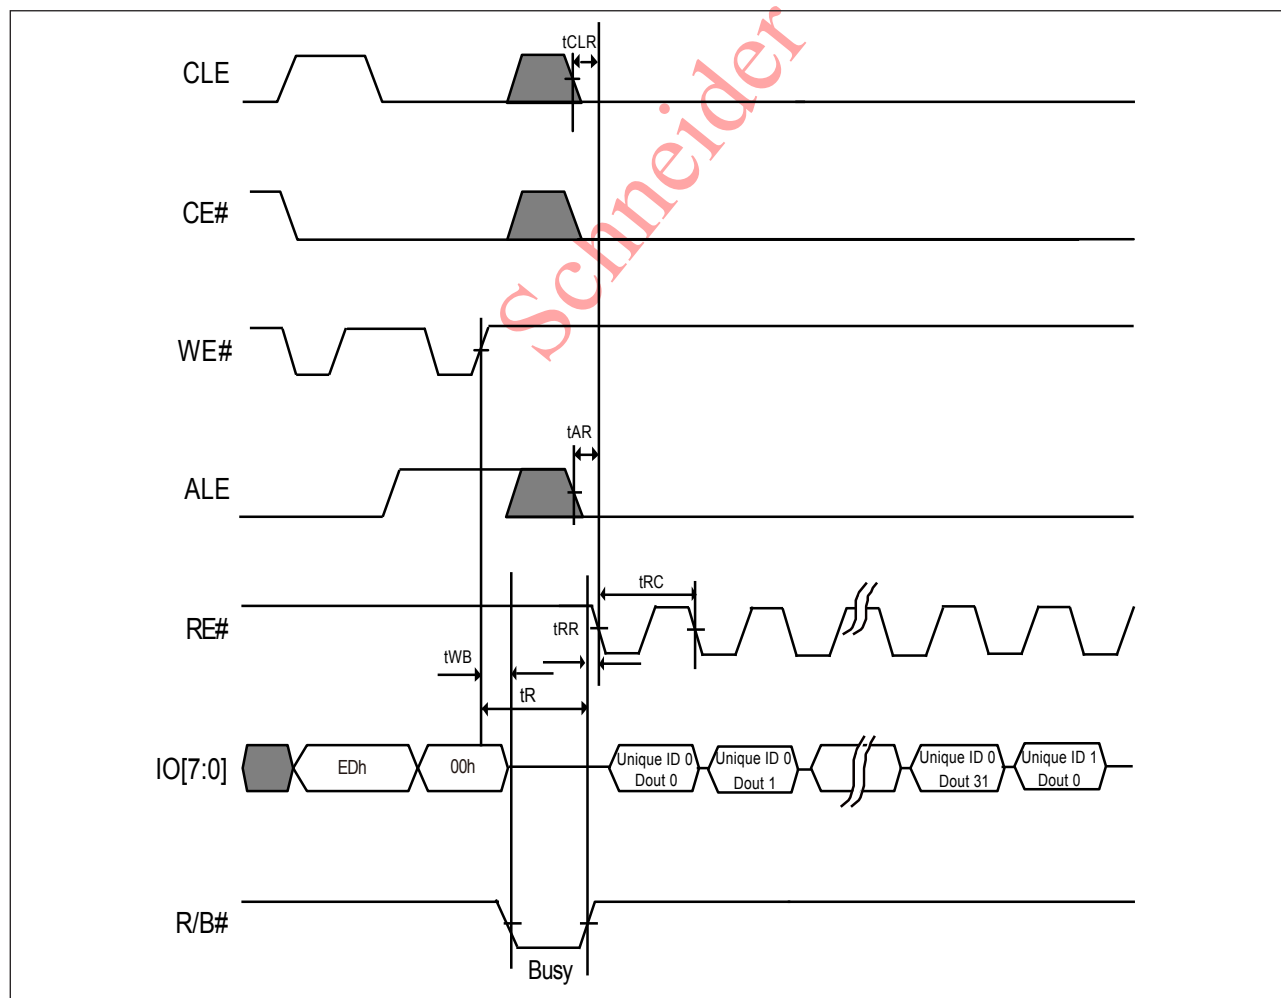 tCLR
CLE
Schneider
CE#
WE#
tAR
ALE
tRC
RE#
tRR
tWB
tR
IO[7:0]
EDh
00h
Unique ID 0
Dout 0
Unique ID 0
Dout 1
Unique ID 0
Dout 31
Unique ID 1
Dout 0
R/B#
Busy